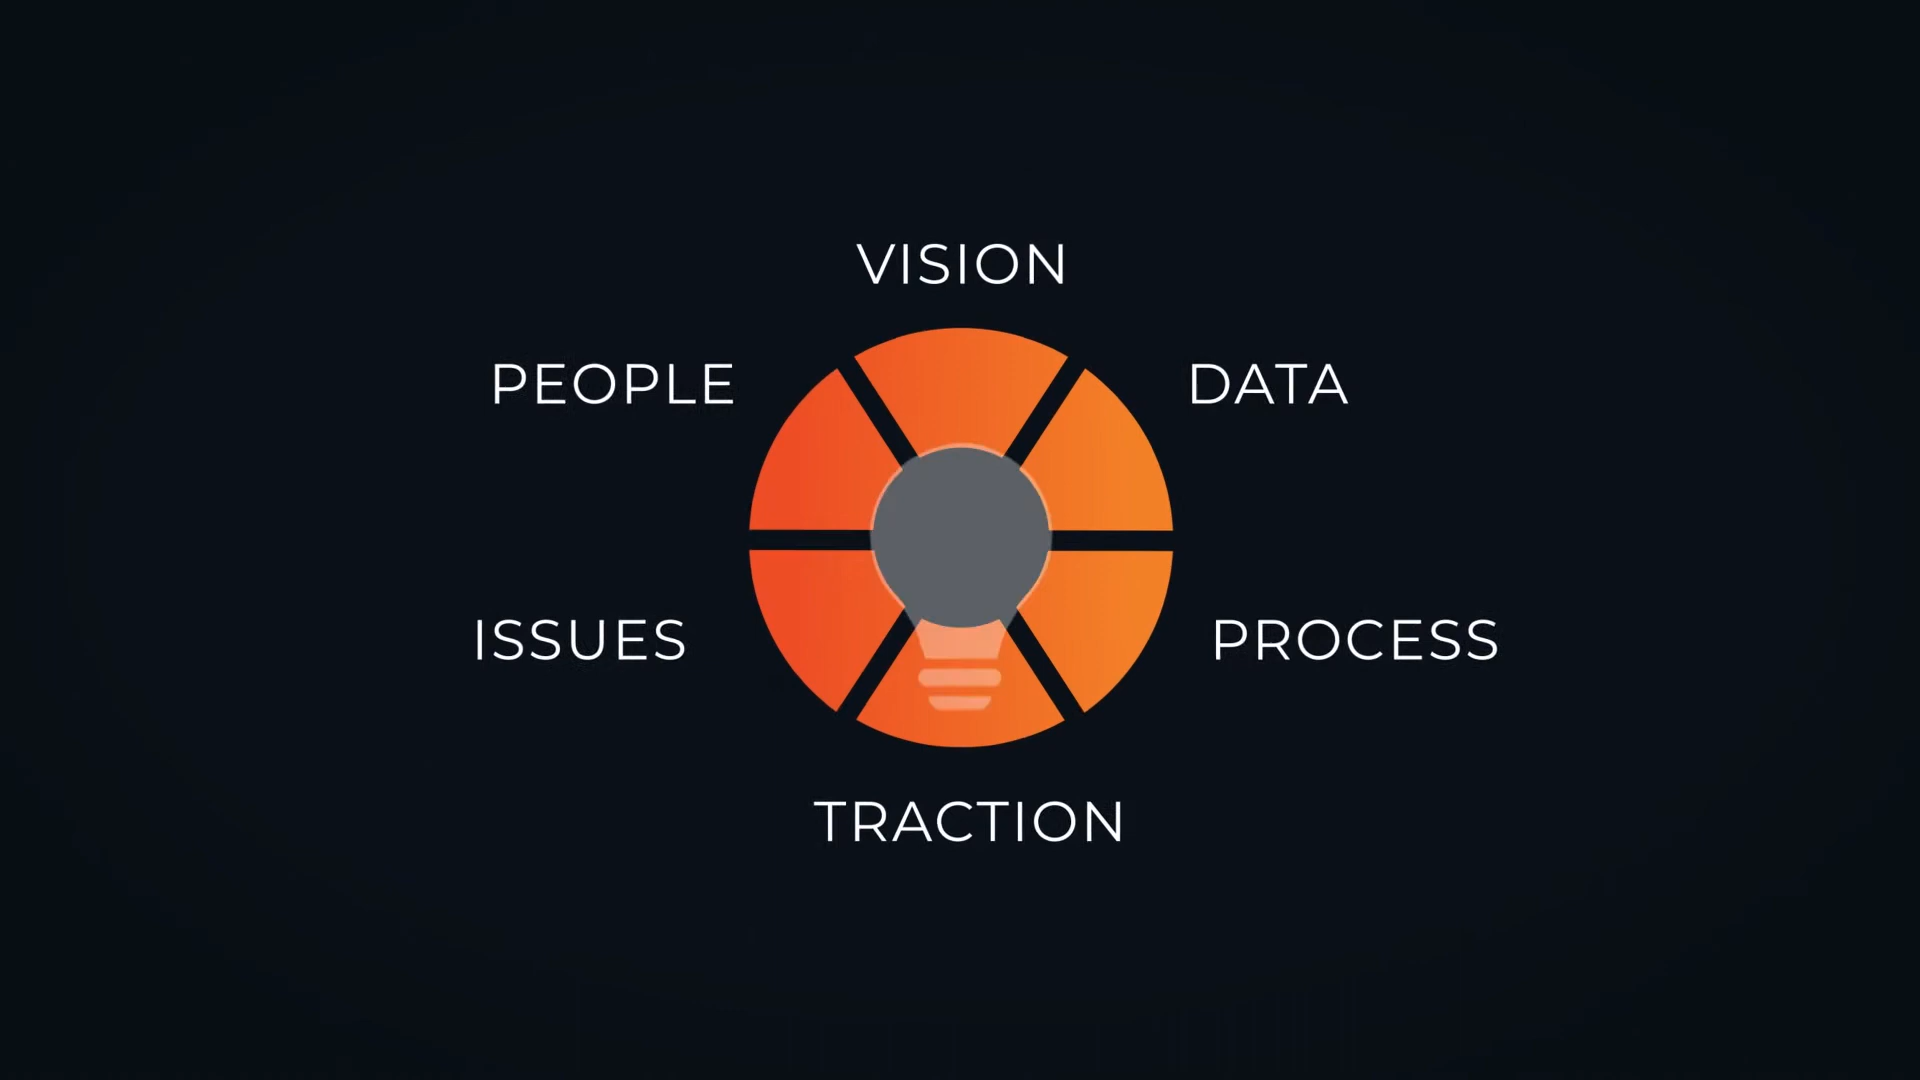 VISION
PEOPLE
DATA
ISSUES
PROCESS
TRACTION